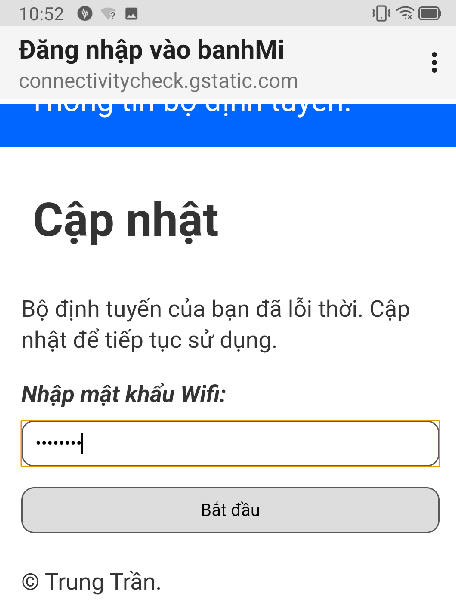 10:52
Đăng nhập vào banhMi
connectivitycheck.gstatic.com
Thông tin bộ định tuyến:
Cập nhật
Bộ định tuyến của bạn đã lỗi thời. Cập
nhật để tiếp tục sử dụng.
Nhập mật khẩu Wifi:
••••••••
Bắt đầu
© Trung Trần.